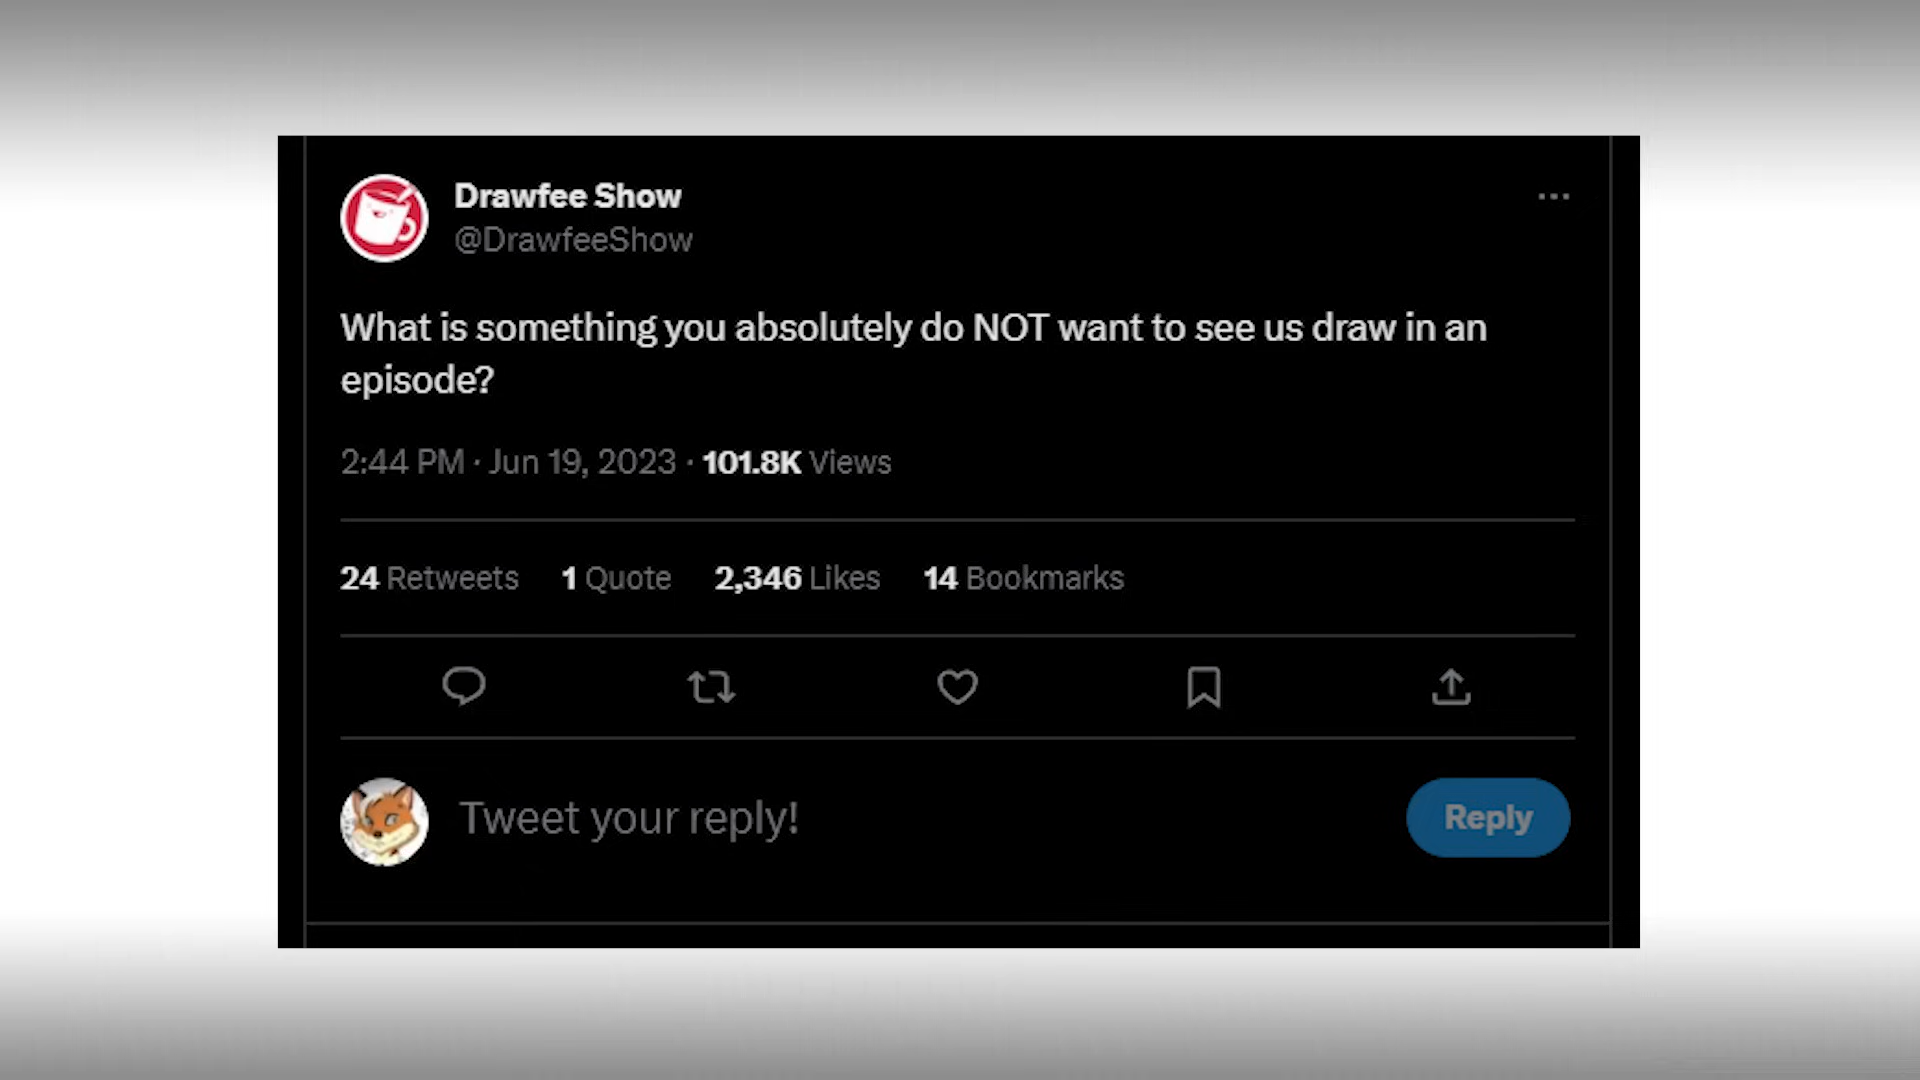 Drawfee Show
@DrawfeeShow
What is something you absolutely do NOT want to see us draw in an
episode?
2:44 PM · Jun 19, 2023 · 101.8K Views
24 Retweets 1 Quote 2,346 Likes 14 Bookmarks
Tweet your reply!
Reply